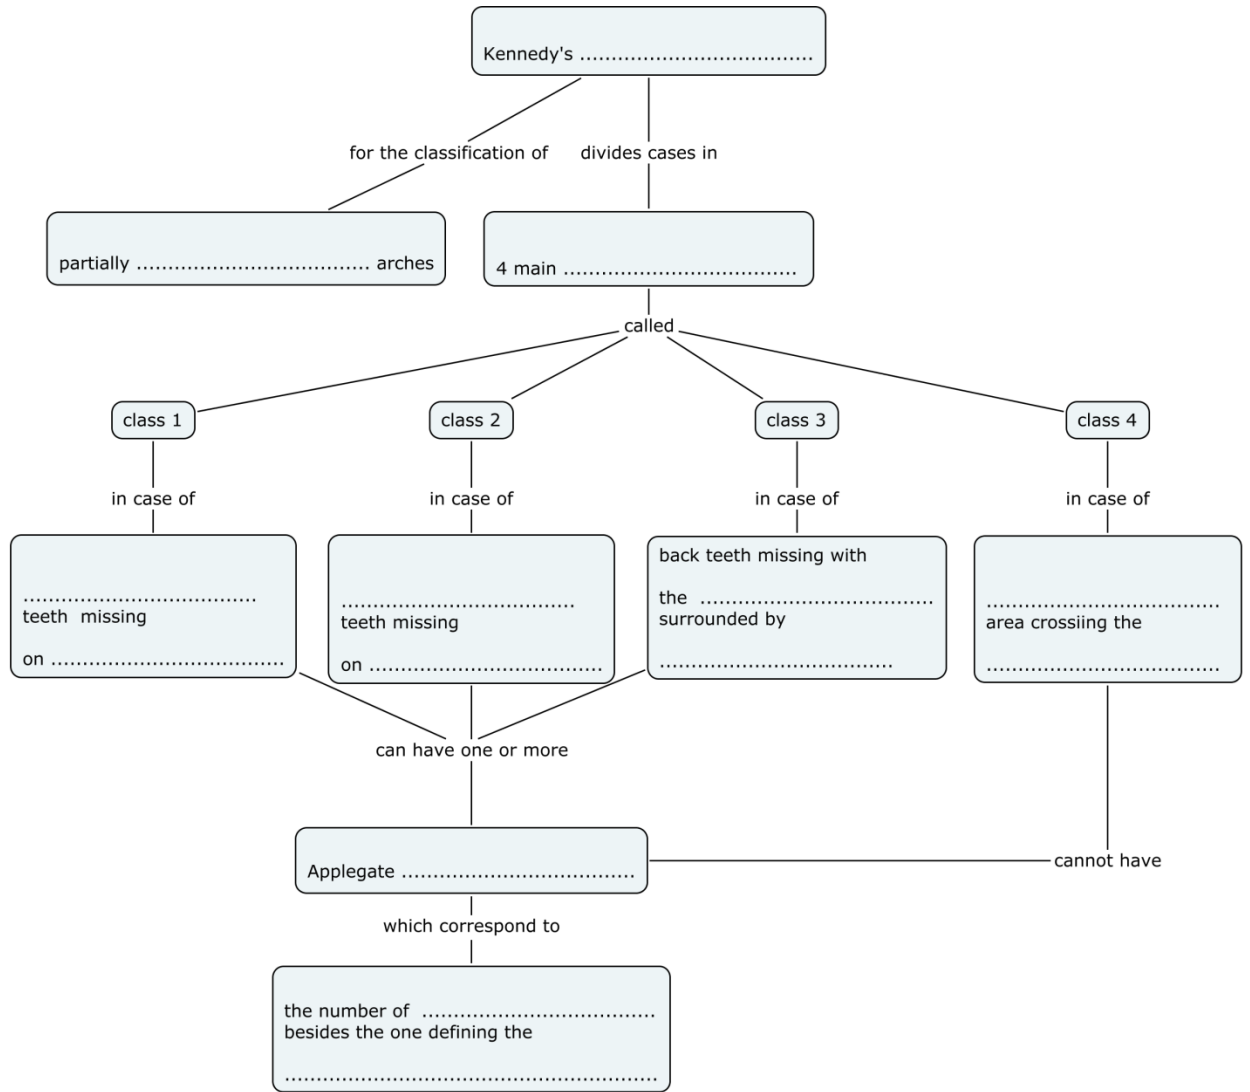 Kennedy's .....................................
for the classification of
divides cases in
partially ..................................... arches
4 main .....................................
called
class 1
class 2
class 3
class 4
in case of
in case of
in case of
in case of
.....................................
teeth  missing
on .....................................
.....................................
teeth missing
on .....................................
back teeth missing with
the .....................................
surrounded by
.....................................
.....................................
area crossiing the
.....................................
can have one or more
Applegate .....................................
cannot have
which correspond to
the number of .....................................
besides the one defining the
...........................................................